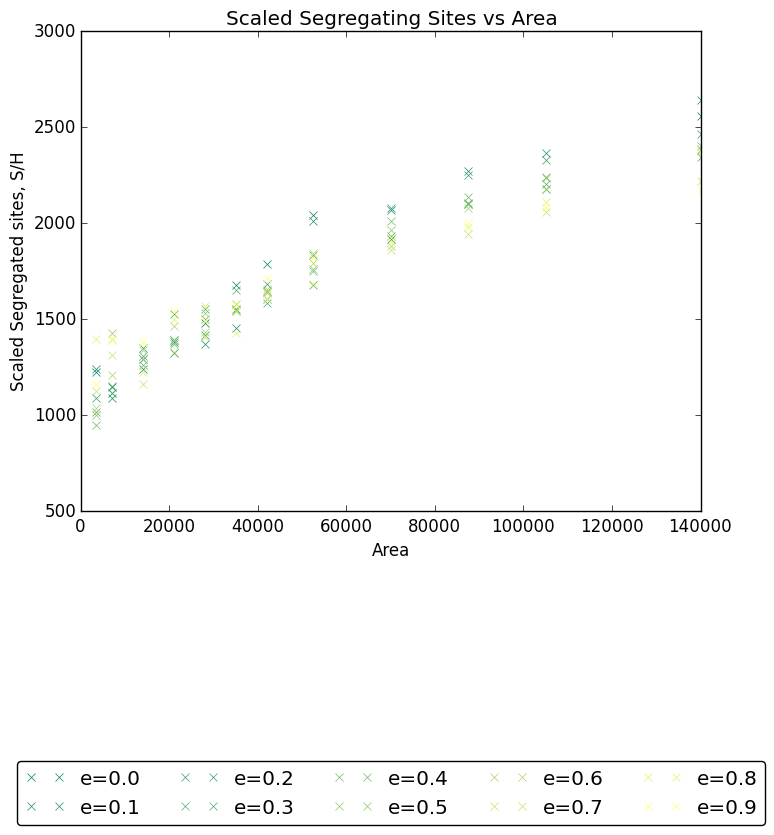 Scaled Segregating Sites vs Area
3000
2500
2000
1500
1000
500
Scaled Segregated sites, S/H
0 20000 40000 60000 80000 100000 120000 140000
Area
e=0.0 e=0.2 e=0.4 e=0.6 e=0.8
e=0.1 e=0.3 e=0.5 e=0.7 e=0.9